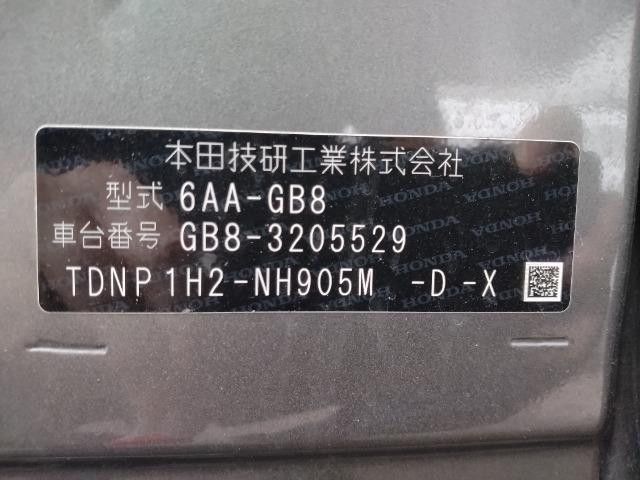 本田技研工業株式会社
型式 6AA-GB8
車台番号 GB8-3205529
TDNP1H2-NH905M -D-X